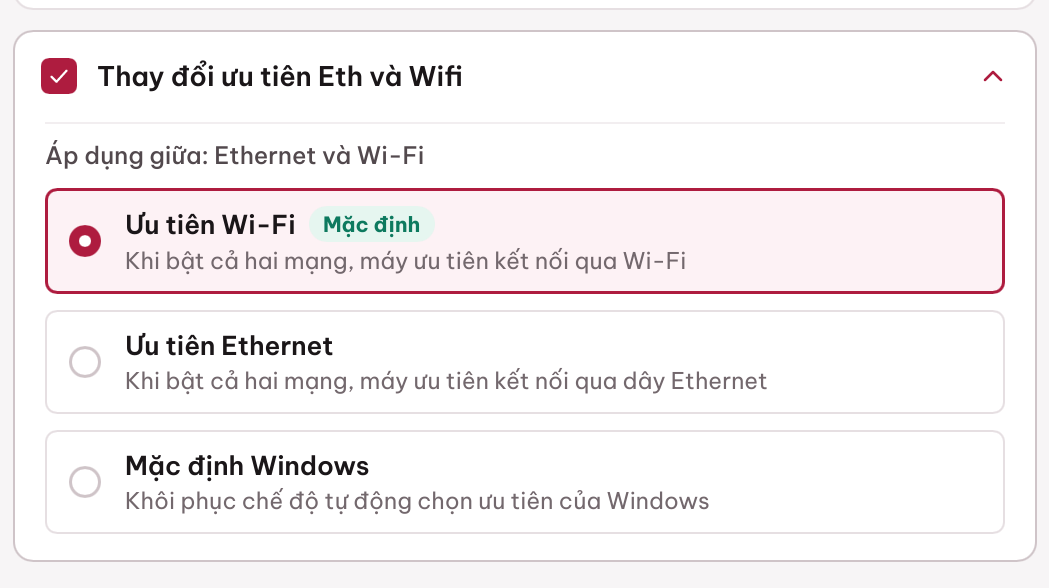 Thay đổi ưu tiên Eth và Wifi
Áp dụng giữa: Ethernet và Wi-Fi
Ưu tiên Wi-Fi Mặc định
Khi bật cả hai mạng, máy ưu tiên kết nối qua Wi-Fi
Ưu tiên Ethernet
Khi bật cả hai mạng, máy ưu tiên kết nối qua dây Ethernet
Mặc định Windows
Khôi phục chế độ tự động chọn ưu tiên của Windows